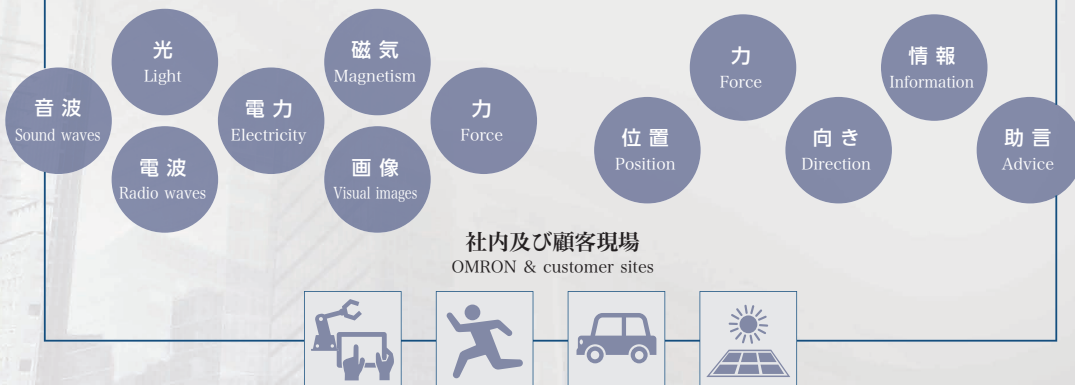 音波
Sound waves
光
Light
電波
Radio waves
電力
Electricity
磁気
Magnetism
画像
Visual images
力
Force
位置
Position
力
Force
向き
Direction
情報
Information
助言
Advice
社内及び顧客現場
OMRON & customer sites